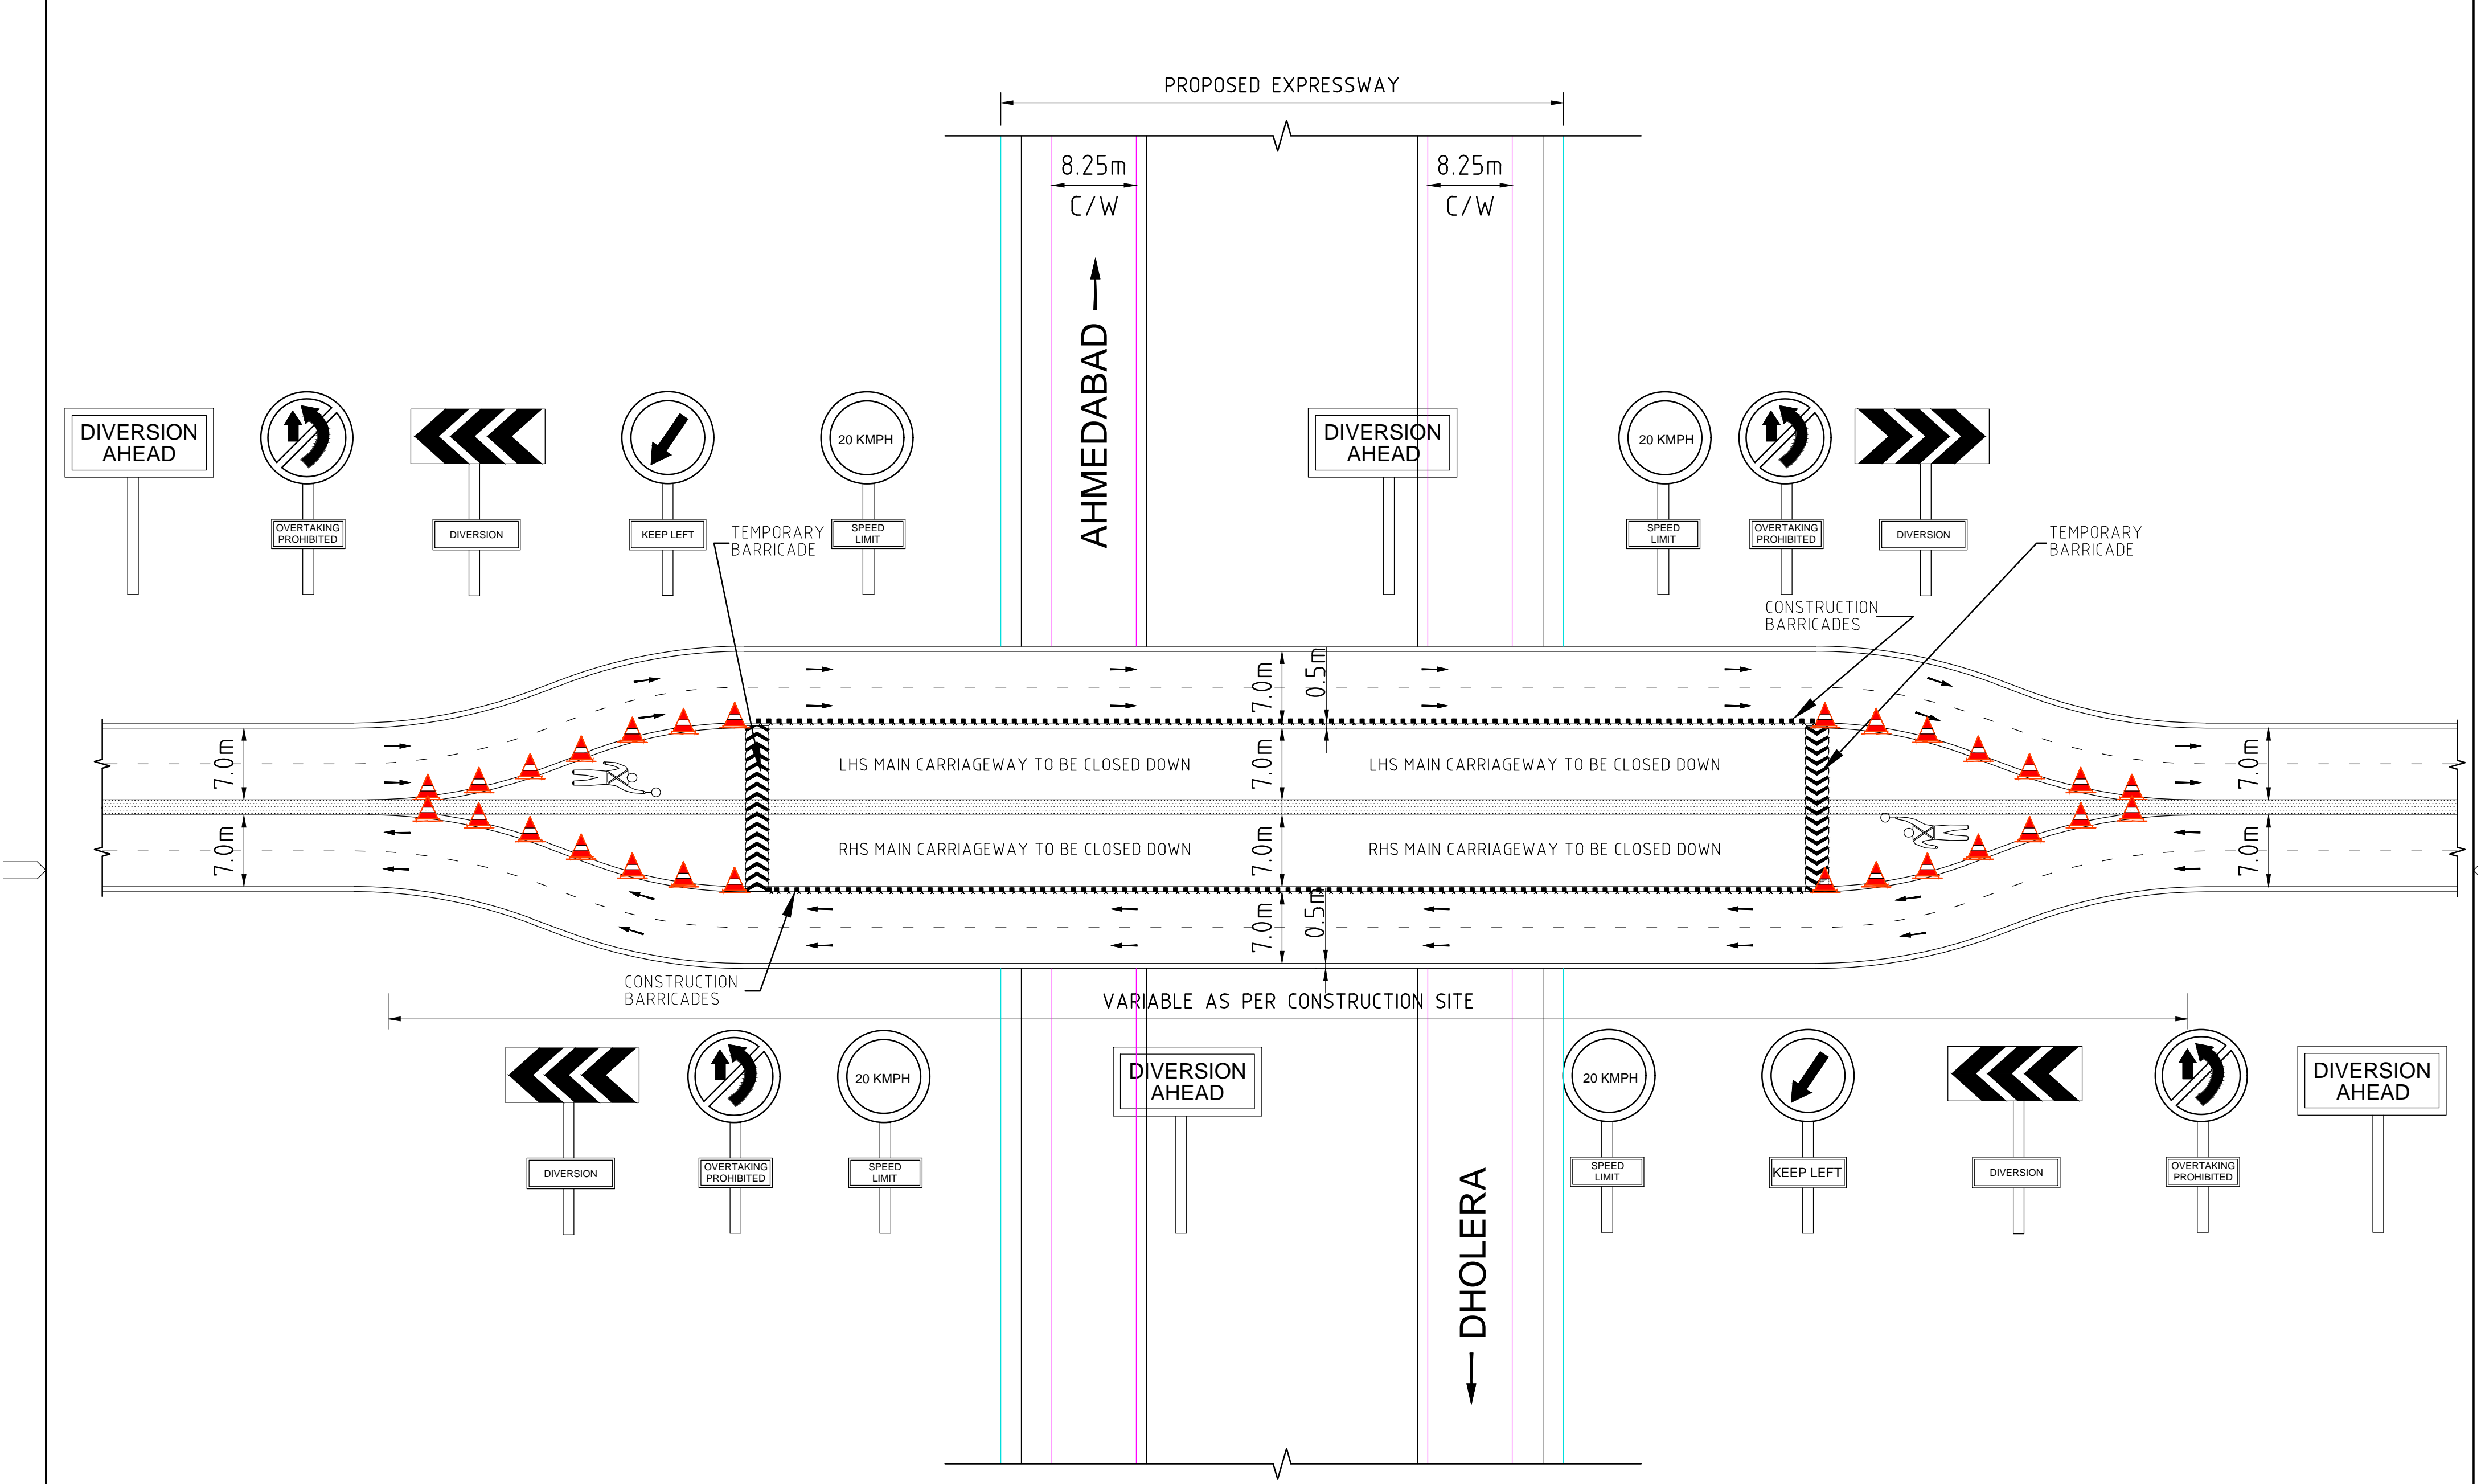 PROPOSED EXPRESSWAY
8.25m
C/W
8.25m
C/W
AHMEDABAD
DIVERSION
AHEAD
OVERTAKING
PROHIBITED
DIVERSION
KEEP LEFT
20 KMPH
SPEED
LIMIT
DIVERSION
AHEAD
20 KMPH
SPEED
LIMIT
OVERTAKING
PROHIBITED
DIVERSION
TEMPORARY
BARRICADE
TEMPORARY
BARRICADE
CONSTRUCTION
BARRICADES
7.0m
0.5m
7.0m
7.0m
7.0m
LHS MAIN CARRIAGEWAY TO BE CLOSED DOWN
LHS MAIN CARRIAGEWAY TO BE CLOSED DOWN
7.0m
7.0m
7.0m
RHS MAIN CARRIAGEWAY TO BE CLOSED DOWN
RHS MAIN CARRIAGEWAY TO BE CLOSED DOWN
7.0m
0.5m
CONSTRUCTION
BARRICADES
VARIABLE AS PER CONSTRUCTION SITE
DIVERSION
OVERTAKING
PROHIBITED
20 KMPH
SPEED
LIMIT
DIVERSION
AHEAD
20 KMPH
SPEED
LIMIT
KEEP LEFT
DIVERSION
OVERTAKING
PROHIBITED
DIVERSION
AHEAD
DHOLERA